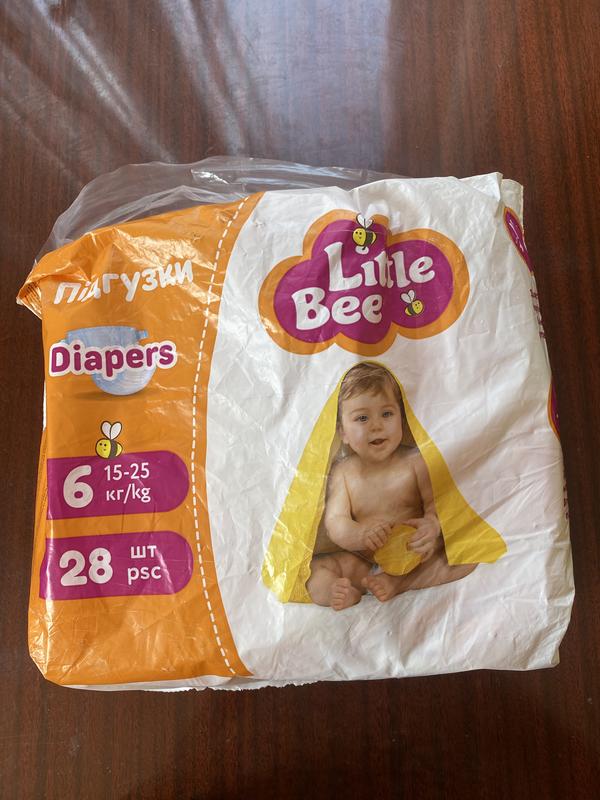 Little
Bee
Підгузки
Diapers
6
15-25
кг/kg
28
шт
psc